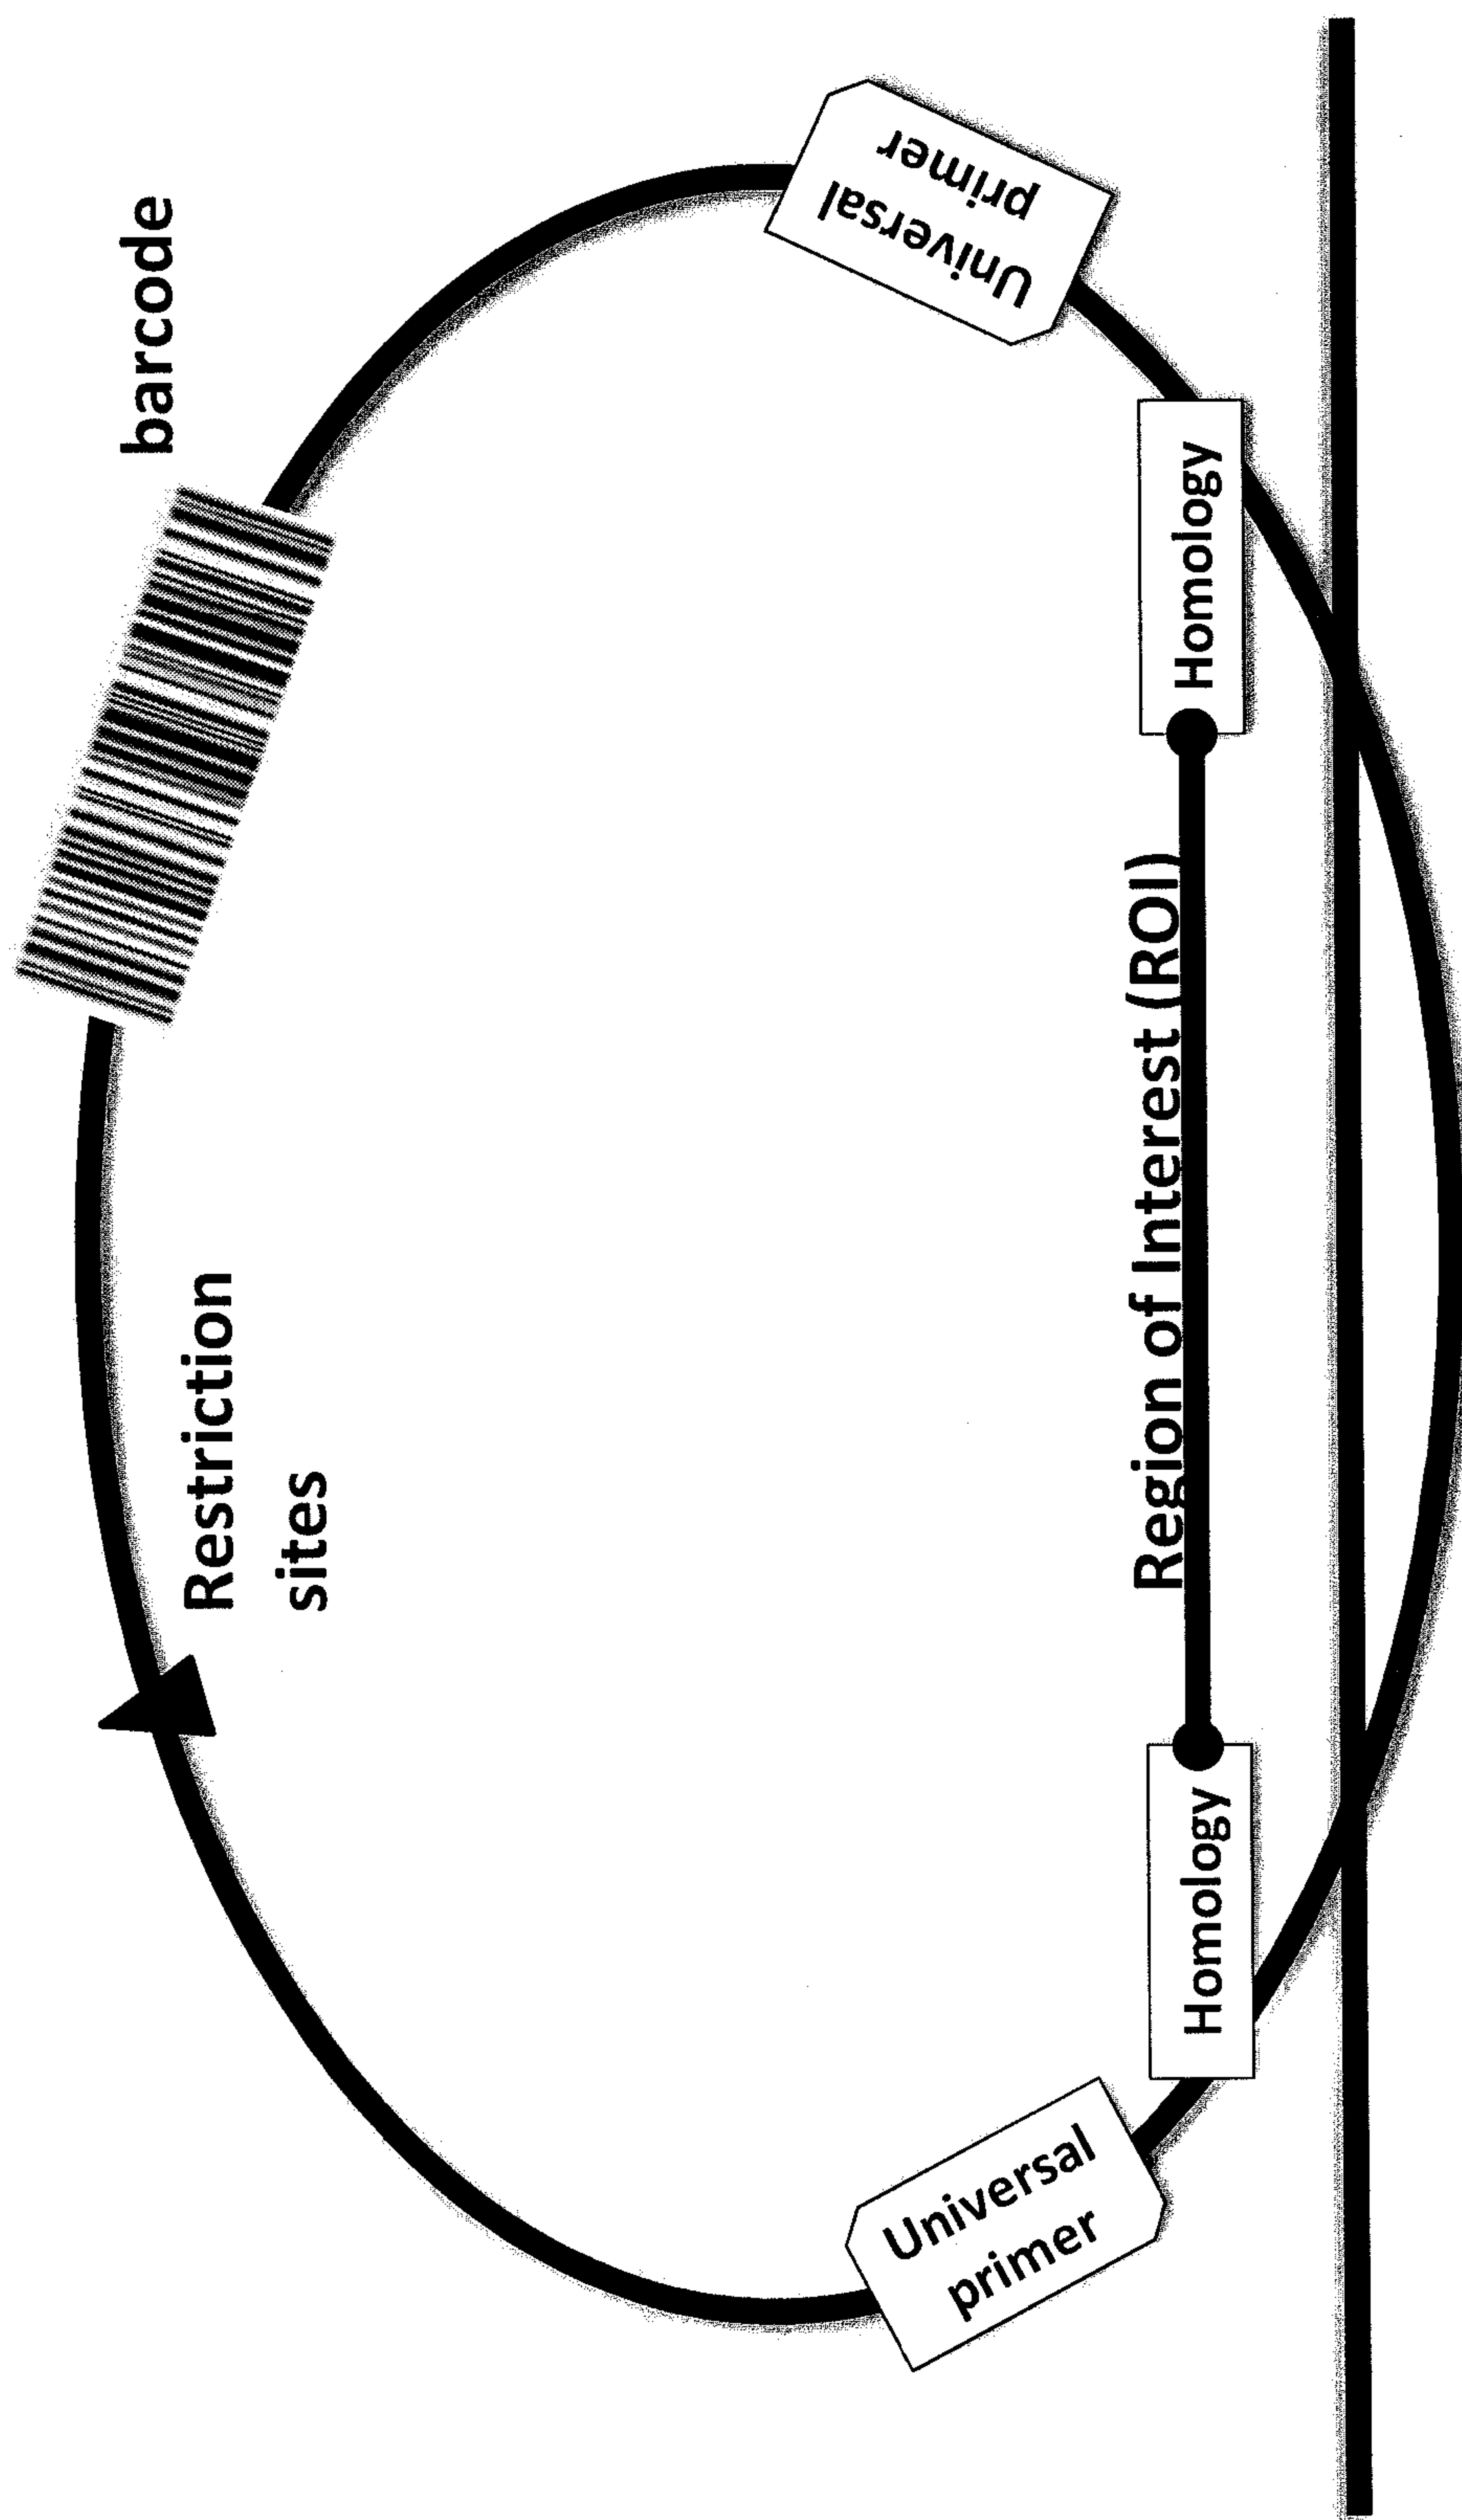 barcode
Restriction
sites
Universal
primer
Universal
primer
Homology
Region of Interest (ROI)
Homology